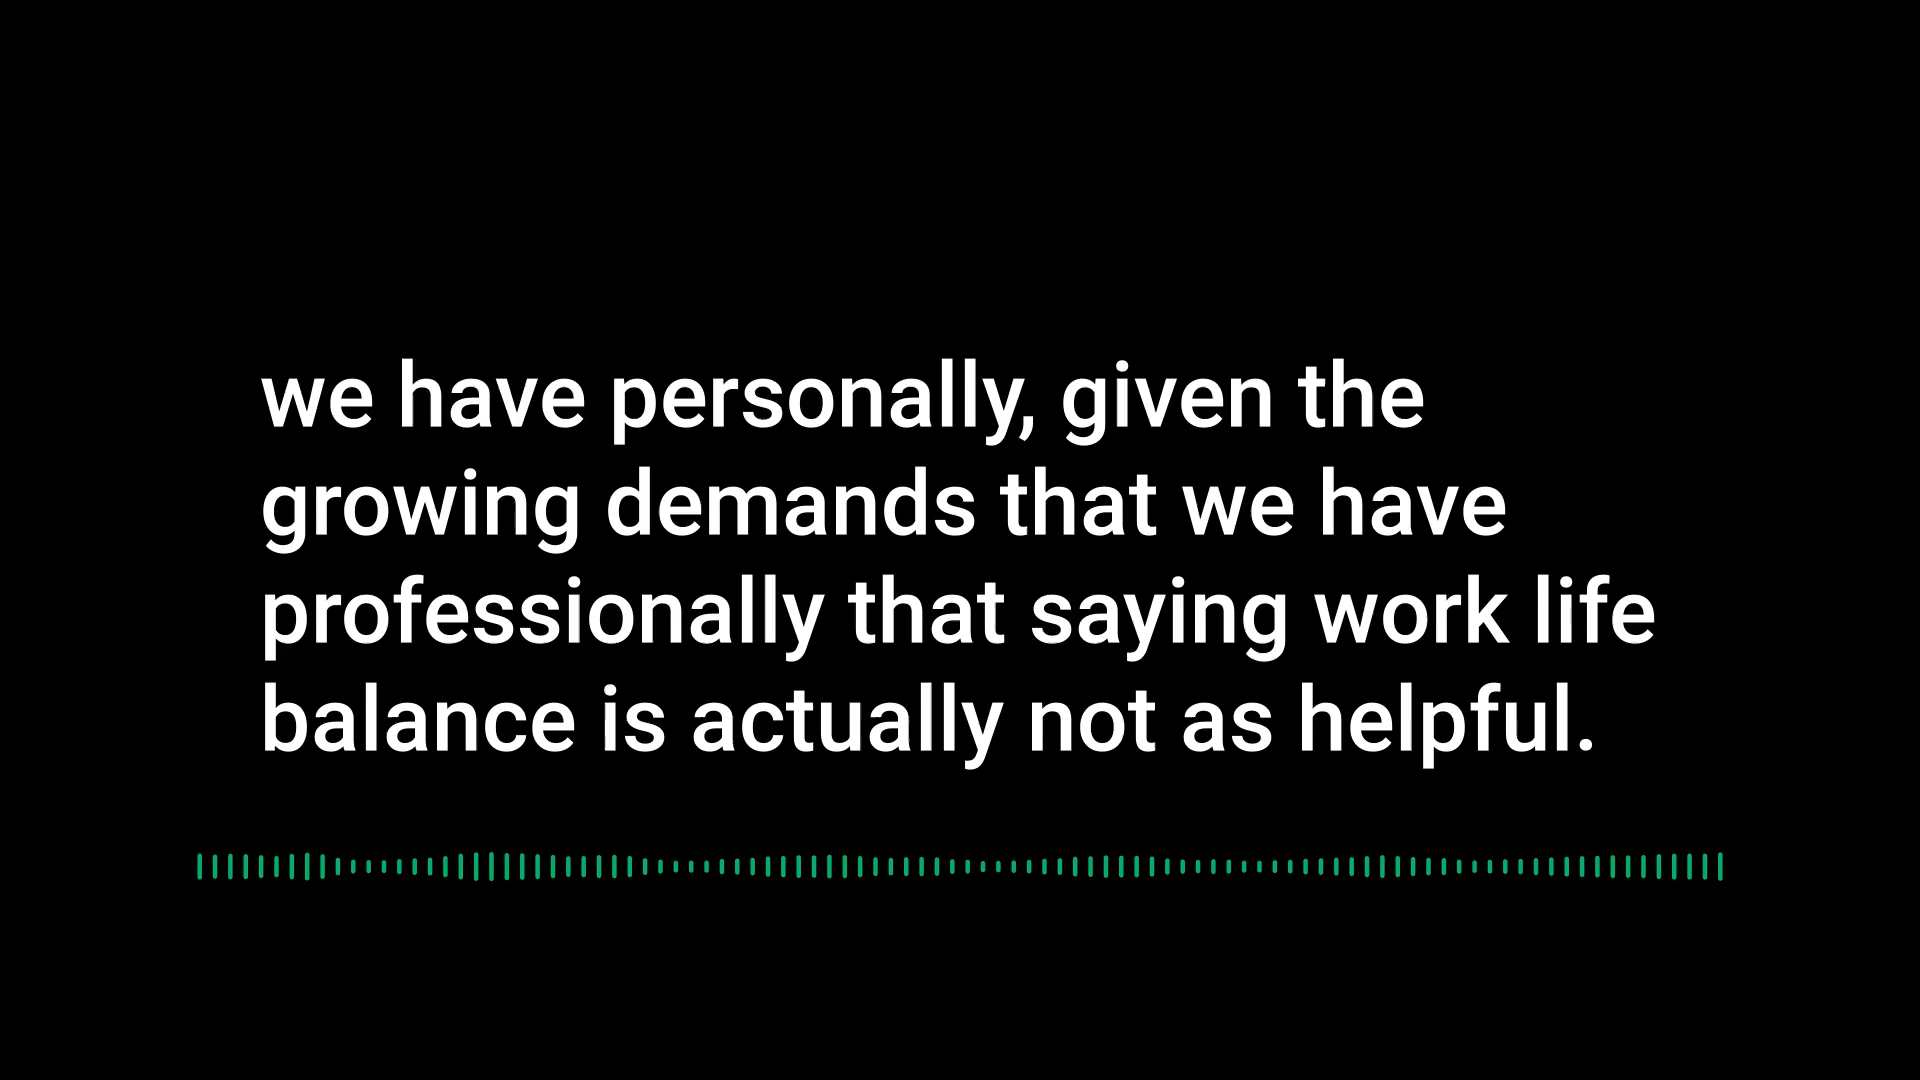 we have personally, given the
growing demands that we have
professionally that saying work life
balance is actually not as helpful.